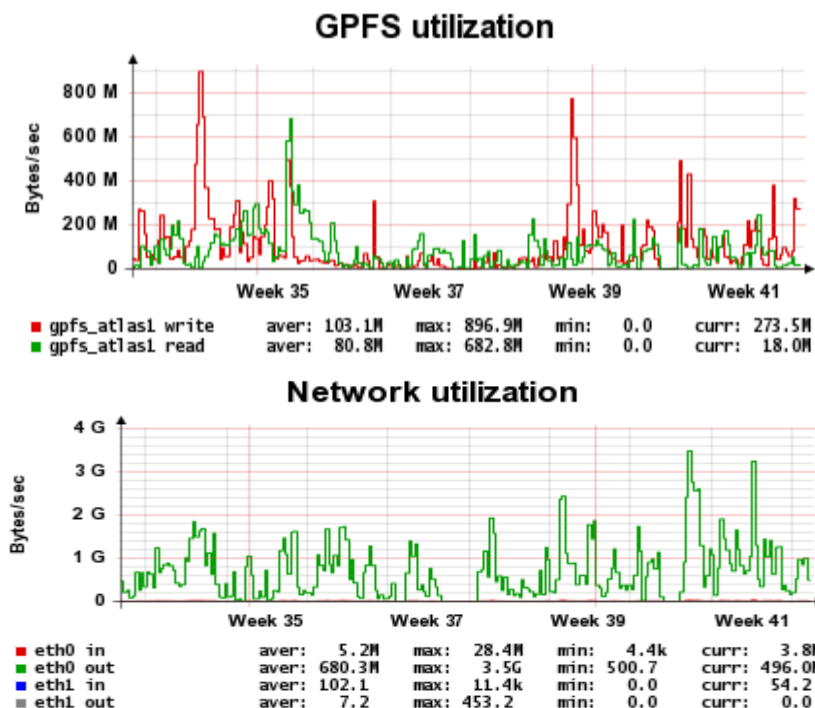 GPFS utilization
Bytes/sec
800 M
600 M
400 M
200 M
0
Week 35 Week 37 Week 39 Week 41
gpfs_atlas1 write aver: 103.1M max: 896.9M min: 0.0 curr: 273.5M
gpfs_atlas1 read aver: 80.8M max: 682.8M min: 0.0 curr: 18.0M
Network utilization
Bytes/sec
4 G
3 G
2 G
1 G
0
Week 35 Week 37 Week 39 Week 41
eth0 in aver: 5.2M max: 28.4M min: 4.4k curr: 3.8M
eth0 out aver: 680.3M max: 3.5G min: 500.7 curr: 496.0M
eth1 in aver: 102.1 max: 11.4k min: 0.0 curr: 54.2
eth1 out aver: 7.2 max: 453.2 min: 0.0 curr: 0.0